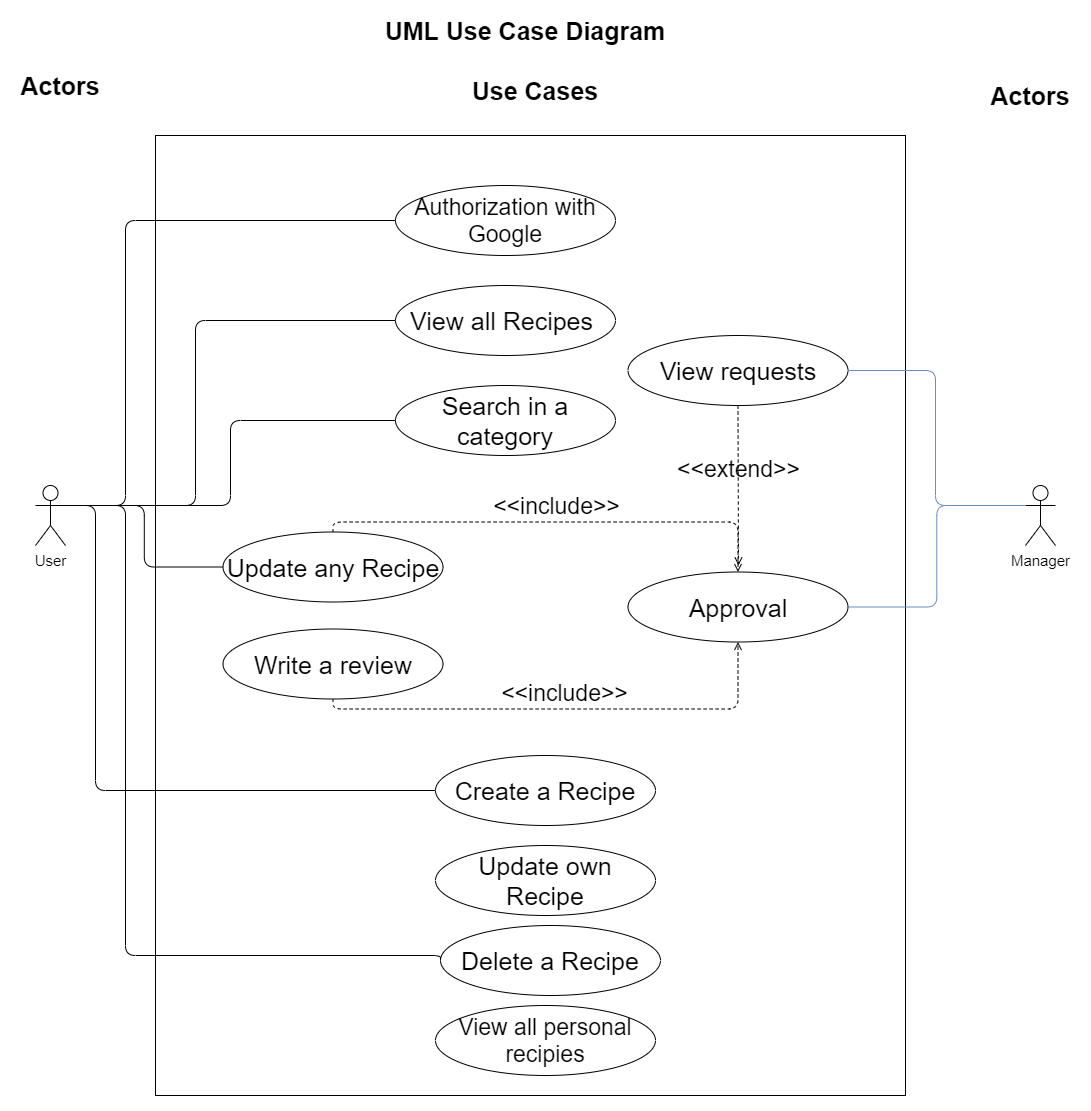 UML Use Case Diagram
Actors
Use Cases
Actors
Authorization with
Google
View all Recipes
View requests
Search in a
category
<<extend>>
<<include>>
User
Manager
Update any Recipe
Approval
Write a review
<<include>>
Create a Recipe
Update own
Recipe
Delete a Recipe
View all personal
recipies